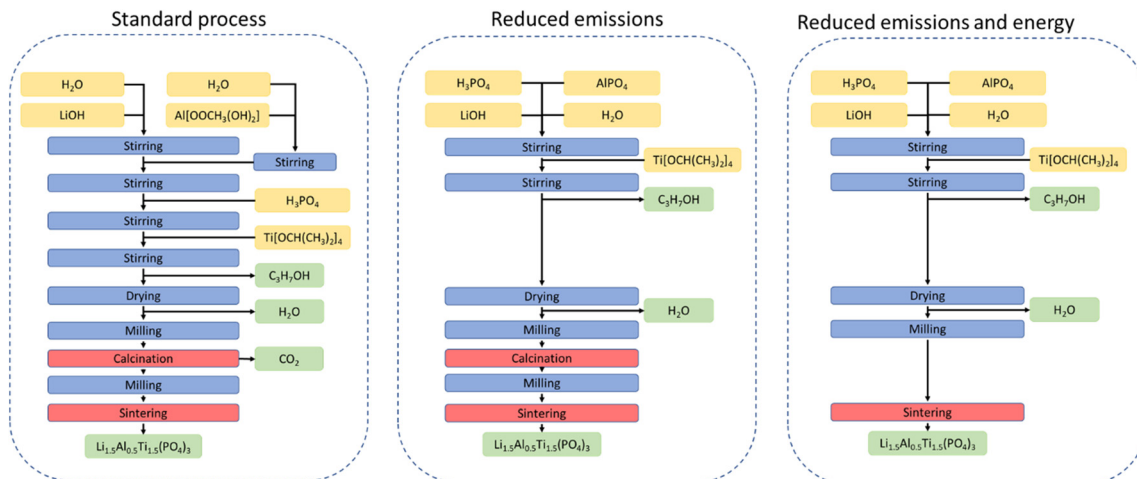 Standard process
H₂O
H₂O
LiOH
Al[OOCH₃(OH)₂]
Stirring
Stirring
Stirring
H₃PO₄
Stirring
Ti[OCH(CH₃)₂]₄
Stirring
C₃H₇OH
Drying
H₂O
Milling
Calcination
CO₂
Milling
Sintering
Li₁.₅Al₀.₅Ti₁.₅(PO₄)₃
Reduced emissions
H₃PO₄
AlPO₄
LiOH
H₂O
Stirring
Ti[OCH(CH₃)₂]₄
Stirring
C₃H₇OH
Drying
H₂O
Milling
Calcination
Milling
Sintering
Li₁.₅Al₀.₅Ti₁.₅(PO₄)₃
Reduced emissions and energy
H₃PO₄
AlPO₄
LiOH
H₂O
Stirring
Ti[OCH(CH₃)₂]₄
Stirring
C₃H₇OH
Drying
H₂O
Milling
Sintering
Li₁.₅Al₀.₅Ti₁.₅(PO₄)₃